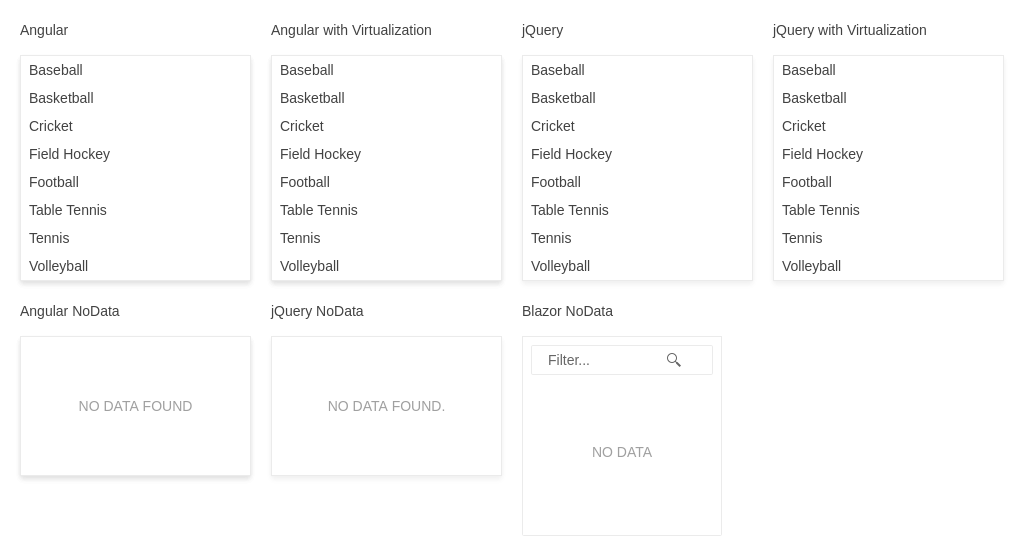 Angular
Baseball
Basketball
Cricket
Field Hockey
Football
Table Tennis
Tennis
Volleyball
Angular with Virtualization
Baseball
Basketball
Cricket
Field Hockey
Football
Table Tennis
Tennis
Volleyball
jQuery
Baseball
Basketball
Cricket
Field Hockey
Football
Table Tennis
Tennis
Volleyball
jQuery with Virtualization
Baseball
Basketball
Cricket
Field Hockey
Football
Table Tennis
Tennis
Volleyball
Angular NoData
NO DATA FOUND
jQuery NoData
NO DATA FOUND.
Blazor NoData
Filter...
NO DATA